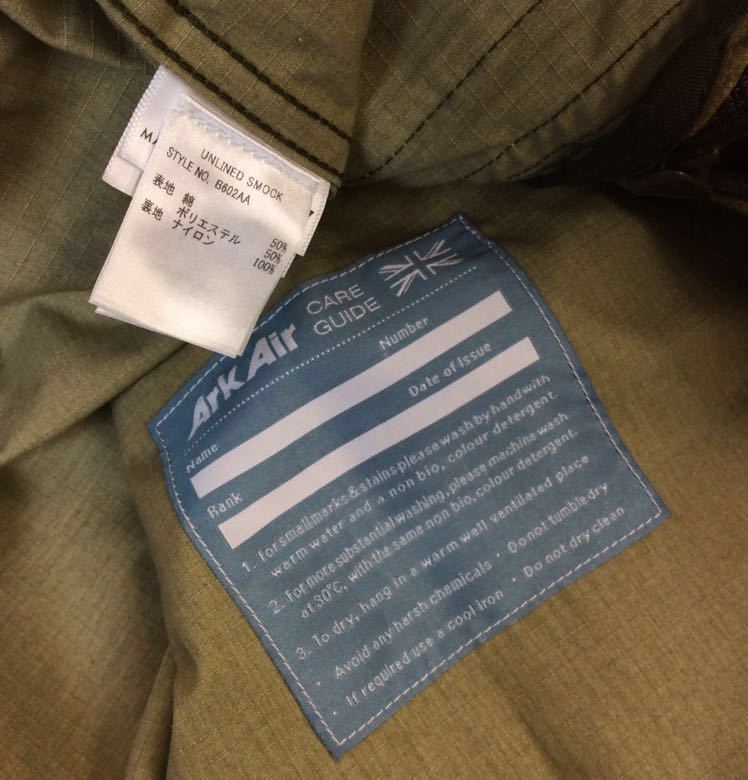 MA
UNLINED SMOCK
STYLE NO. B602AA
表地 綿 50%
ポリエステル 50%
裏地 ナイロン 100%
Ark Air CARE GUIDE
Name Number
Rank Date of Issue
1. For small marks & stains please wash by hand with
warm water and a non bio, colour detergent.
2. For more substantial washing, please machine wash
at 30°C, with the same non bio, colour detergent.
3. To dry, hang in a warm well ventilated place
· Avoid any harsh chemicals · Do not tumble dry
· If required use a cool iron · Do not dry clean